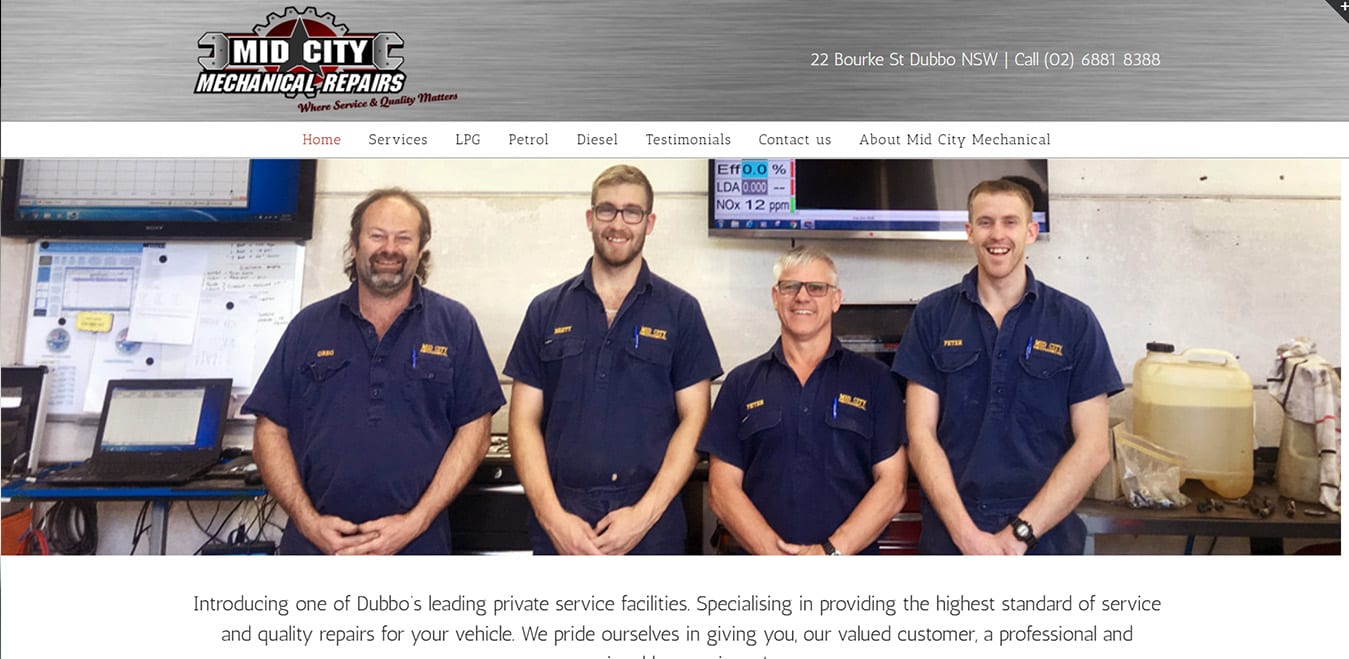 MID CITY
MECHANICAL REPAIRS
Where Service & Quality Matters
22 Bourke St Dubbo NSW | Call (02) 6881 8388
Home Services LPG Petrol Diesel Testimonials Contact us About Mid City Mechanical
Eff 0.0 %
LDA 0.000 --
NOx 12 ppm
SONY
GREG MID CITY
MID CITY
PETER MID CITY
PETER MID CITY
Introducing one of Dubbo's leading private service facilities. Specialising in providing the highest standard of service
and quality repairs for your vehicle. We pride ourselves in giving you, our valued customer, a professional and